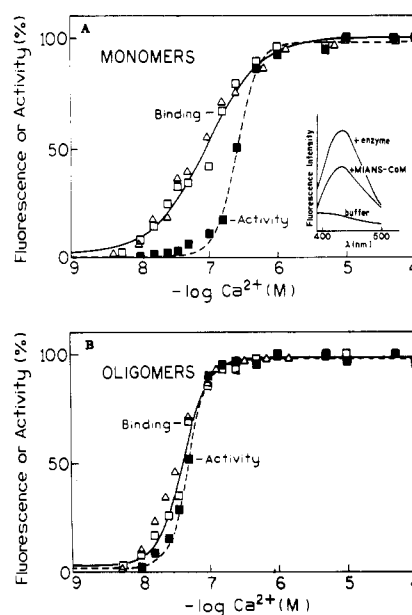 A
MONOMERS
Fluorescence or Activity (%)
100
50
0
Binding
Activity
Fluorescence Intensity
+enzyme
+MIANS-CaM
buffer
400
500
λ(nm)
9
8
7
6
5
4
-log Ca2+(M)
B
OLIGOMERS
Fluorescence or Activity (%)
100
50
0
Binding
Activity
9
8
7
6
5
4
-log Ca2+(M)